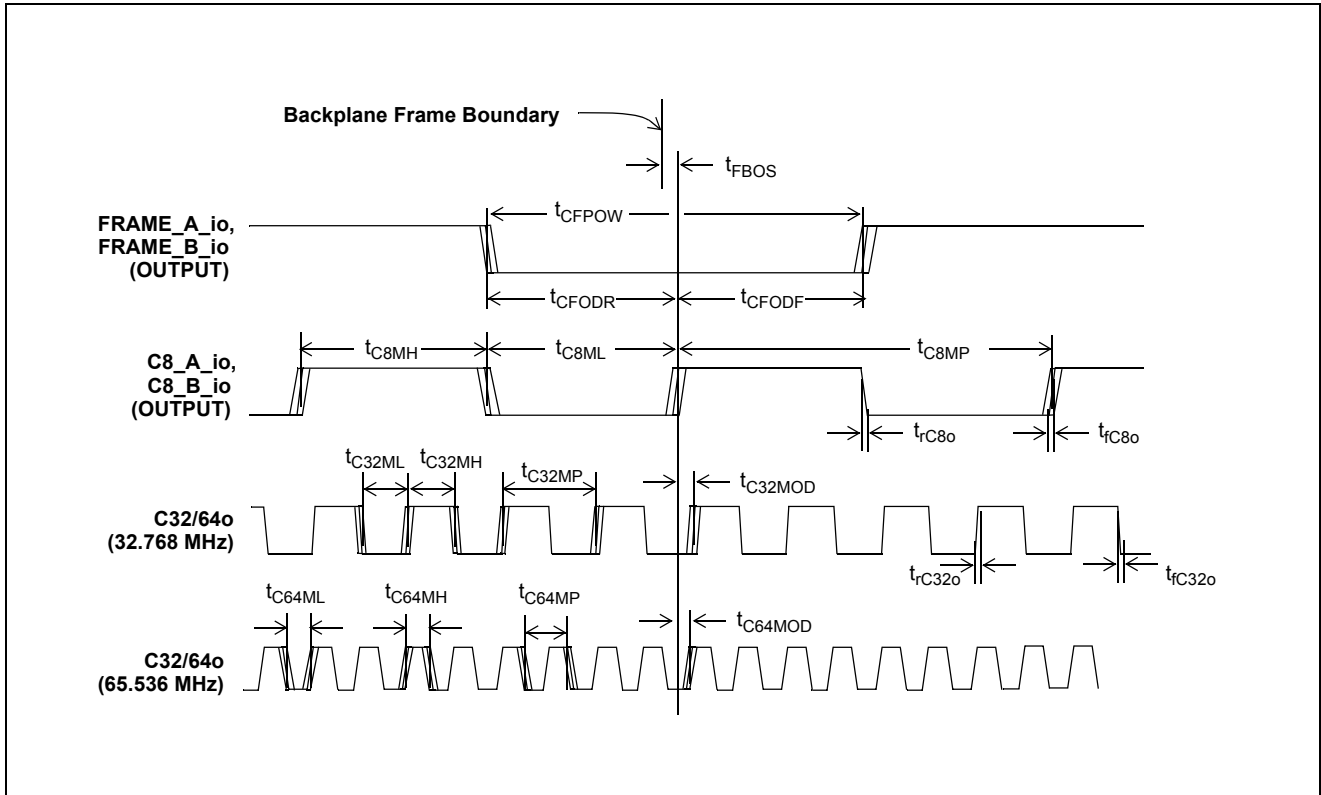 Backplane Frame Boundary
tFBOS
tCFPOW
FRAME_A_io,
FRAME_B_io
(OUTPUT)
tCFODR
tCFODF
tC8MH
tC8ML
tC8MP
C8_A_io,
C8_B_io
(OUTPUT)
trC8o
tfC8o
tC32ML
tC32MH
tC32MP
tC32MOD
C32/64o
(32.768 MHz)
trC32o
tfC32o
tC64ML
tC64MH
tC64MP
tC64MOD
C32/64o
(65.536 MHz)